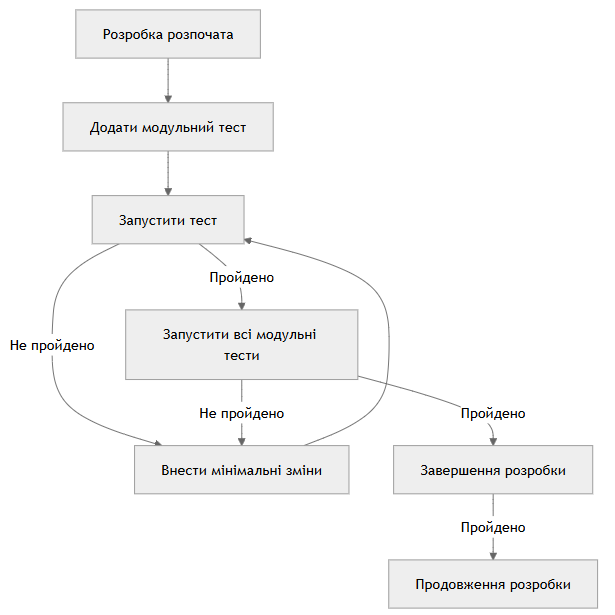 Розробка розпочата
Додати модульний тест
Запустити тест
Пройдено
Не пройдено
Запустити всі модульні
тести
Не пройдено
Пройдено
Внести мінімальні зміни
Завершення розробки
Пройдено
Продовження розробки